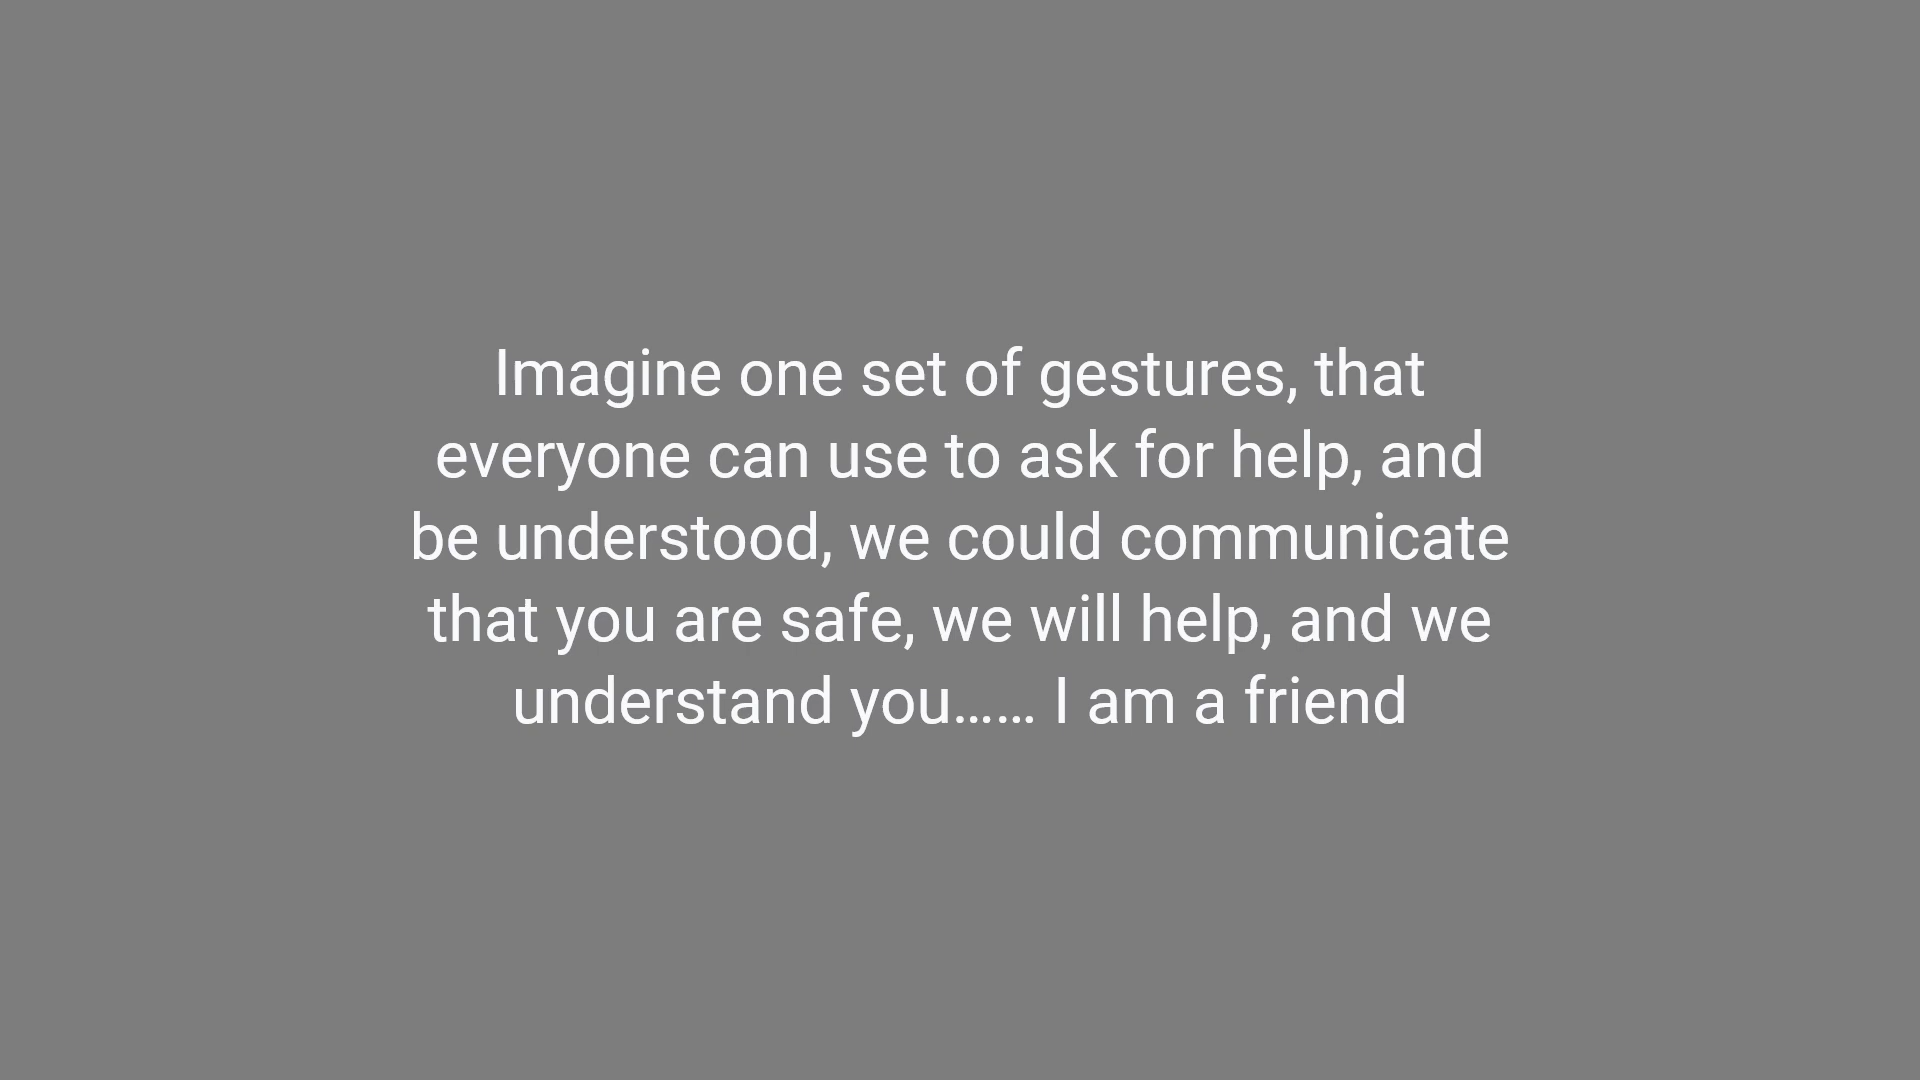 Imagine one set of gestures, that
everyone can use to ask for help, and
be understood, we could communicate
that you are safe, we will help, and we
understand you…… I am a friend